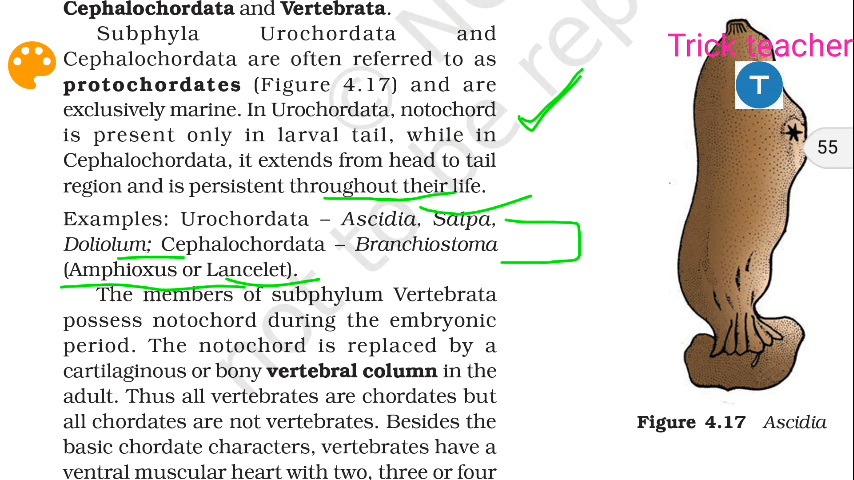 Cephalochordata and Vertebrata.
Subphyla Urochordata and
Cephalochordata are often referred to as
protochordates (Figure 4.17) and are
exclusively marine. In Urochordata, notochord
is present only in larval tail, while in
Cephalochordata, it extends from head to tail
region and is persistent throughout their life.
Examples: Urochordata – Ascidia, Salpa,
Doliolum; Cephalochordata – Branchiostoma
(Amphioxus or Lancelet).
The members of subphylum Vertebrata
possess notochord during the embryonic
period. The notochord is replaced by a
cartilaginous or bony vertebral column in the
adult. Thus all vertebrates are chordates but
all chordates are not vertebrates. Besides the
basic chordate characters, vertebrates have a
ventral muscular heart with two, three or four
Trick teacher
T
55
Figure 4.17 Ascidia
© No
not to be rep